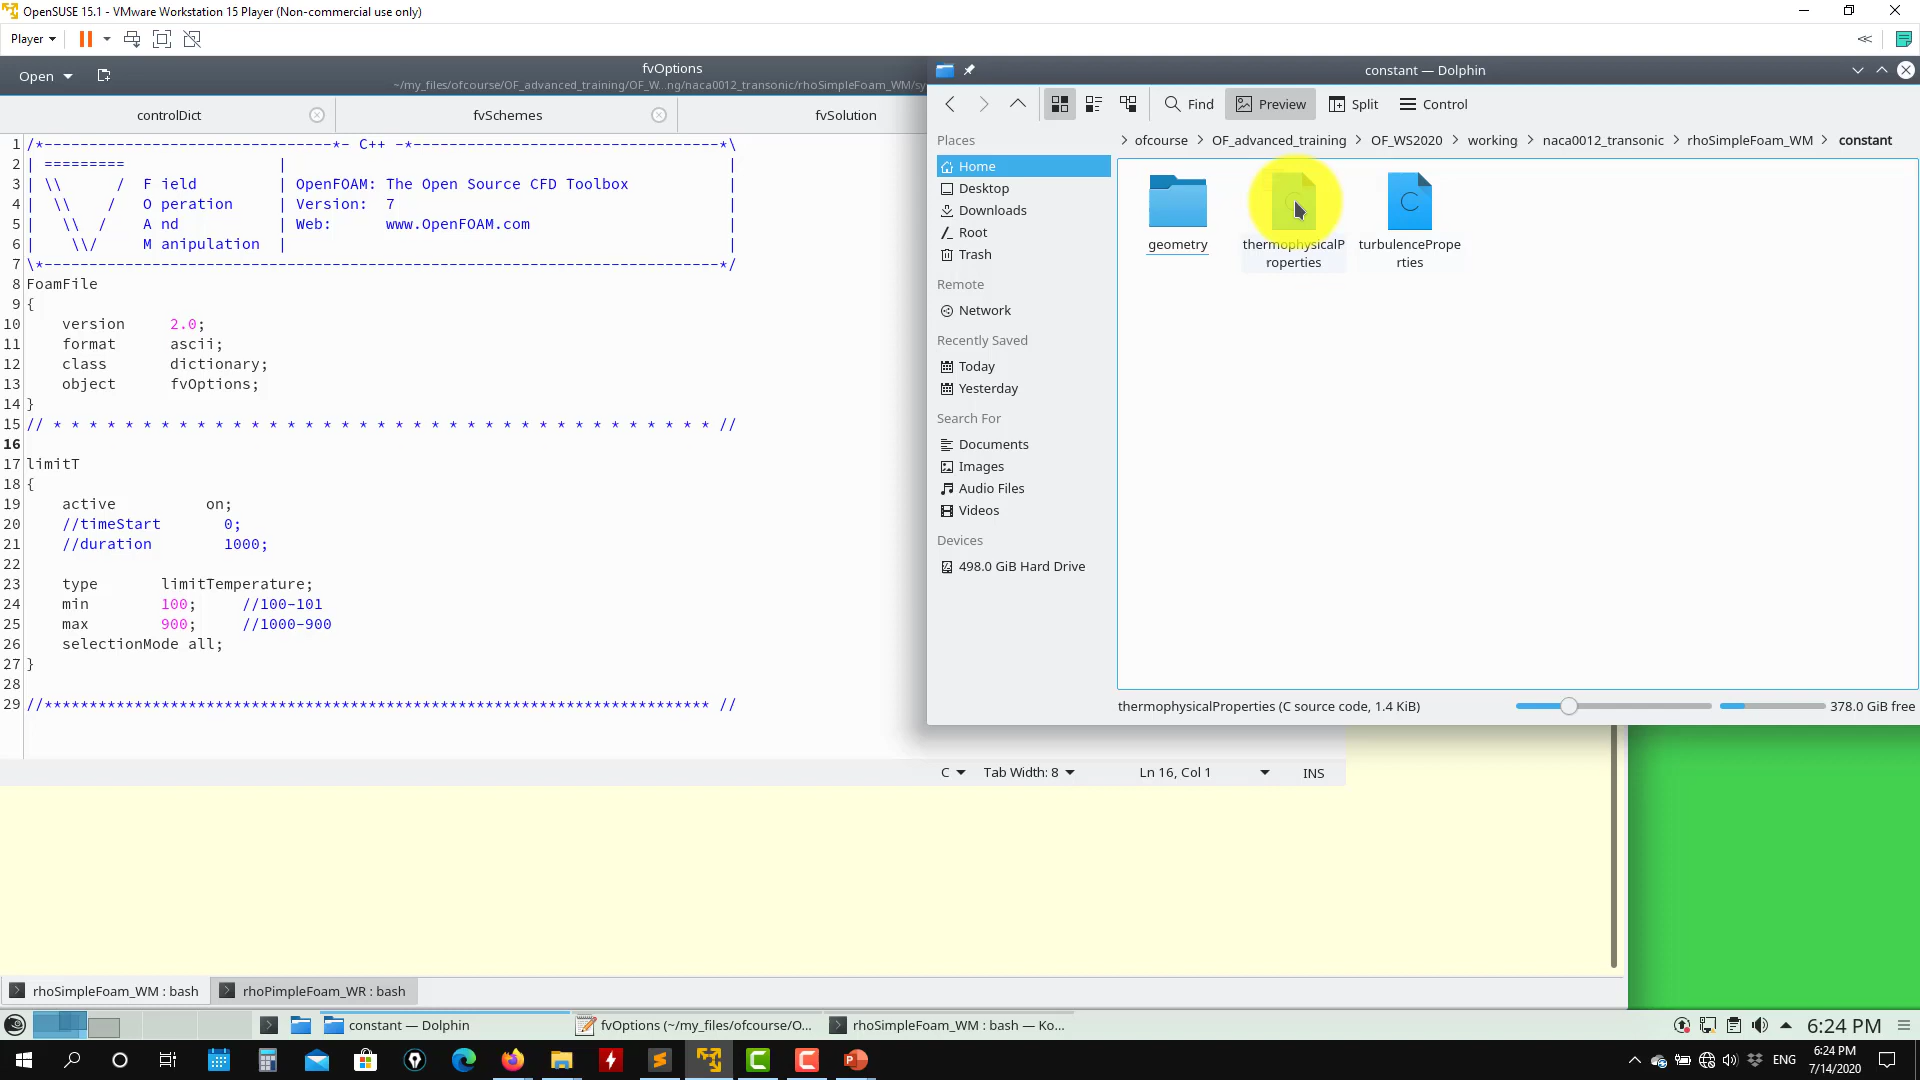 OpenSUSE 15.1 - VMware Workstation 15 Player (Non-commercial use only)
Player
Open
fvOptions
~/my_files/ofcourse/OF_advanced_training/OF_W...ng/naca0012_transonic/rhoSimpleFoam_WM/sy
controlDict
fvSchemes
fvSolution
1 /*--------------------------------*- C++ -*----------------------------------*\
2 | ========= |
3 | \\ / F ield | OpenFOAM: The Open Source CFD Toolbox |
4 | \\ / O peration | Version: 7 |
5 | \\ / A nd | Web: www.OpenFOAM.com |
6 | \\/ M anipulation | |
7 \*---------------------------------------------------------------------------*/
8 FoamFile
9 {
10 version 2.0;
11 format ascii;
12 class dictionary;
13 object fvOptions;
14 }
15 // * * * * * * * * * * * * * * * * * * * * * * * * * * * * * * * * * * * * * //
16
17 limitT
18 {
19 active on;
20 //timeStart 0;
21 //duration 1000;
22
23 type limitTemperature;
24 min 100; //100-101
25 max 900; //1000-900
26 selectionMode all;
27 }
28
29 //************************************************************************** //
C
Tab Width: 8
Ln 16, Col 1
INS
constant — Dolphin
Find
Preview
Split
Control
> ofcourse > OF_advanced_training > OF_WS2020 > working > naca0012_transonic > rhoSimpleFoam_WM > constant
Places
Home
Desktop
Downloads
Root
Trash
Remote
Network
Recently Saved
Today
Yesterday
Search For
Documents
Images
Audio Files
Videos
Devices
498.0 GiB Hard Drive
geometry
thermophysicalP
roperties
turbulencePrope
rties
thermophysicalProperties (C source code, 1.4 KiB)
378.0 GiB free
rhoSimpleFoam_WM : bash
rhoPimpleFoam_WR : bash
constant — Dolphin
fvOptions (~/my_files/ofcourse/O...
rhoSimpleFoam_WM : bash — Ko...
6:24 PM
ENG
6:24 PM
7/14/2020